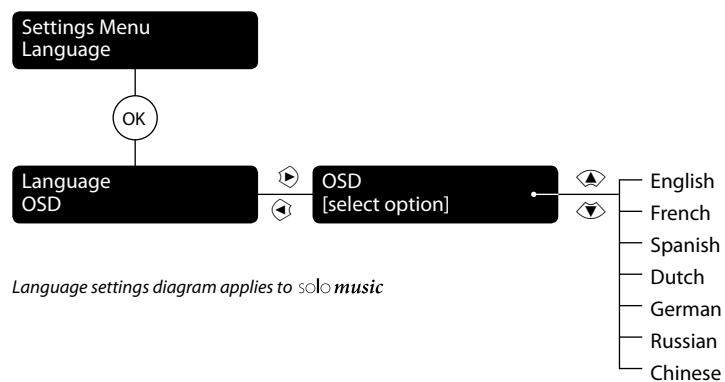 Settings Menu
Language
OK
Language
OSD
OSD
[select option]
English
French
Spanish
Dutch
German
Russian
Chinese
Language settings diagram applies to solo music